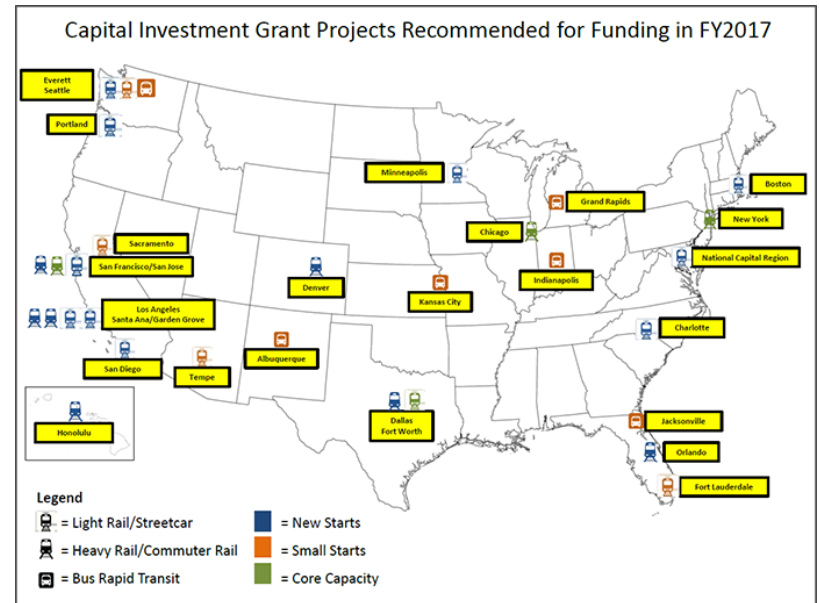 Capital Investment Grant Projects Recommended for Funding in FY2017
Everett
Seattle
Portland
Minneapolis
Boston
Grand Rapids
New York
Chicago
Sacramento
National Capital Region
San Francisco/San Jose
Indianapolis
Denver
Kansas City
Los Angeles
Santa Ana/Garden Grove
Charlotte
Albuquerque
San Diego
Tempe
Dallas
Fort Worth
Jacksonville
Honolulu
Orlando
Fort Lauderdale
Legend
= Light Rail/Streetcar
= New Starts
= Heavy Rail/Commuter Rail
= Small Starts
= Bus Rapid Transit
= Core Capacity